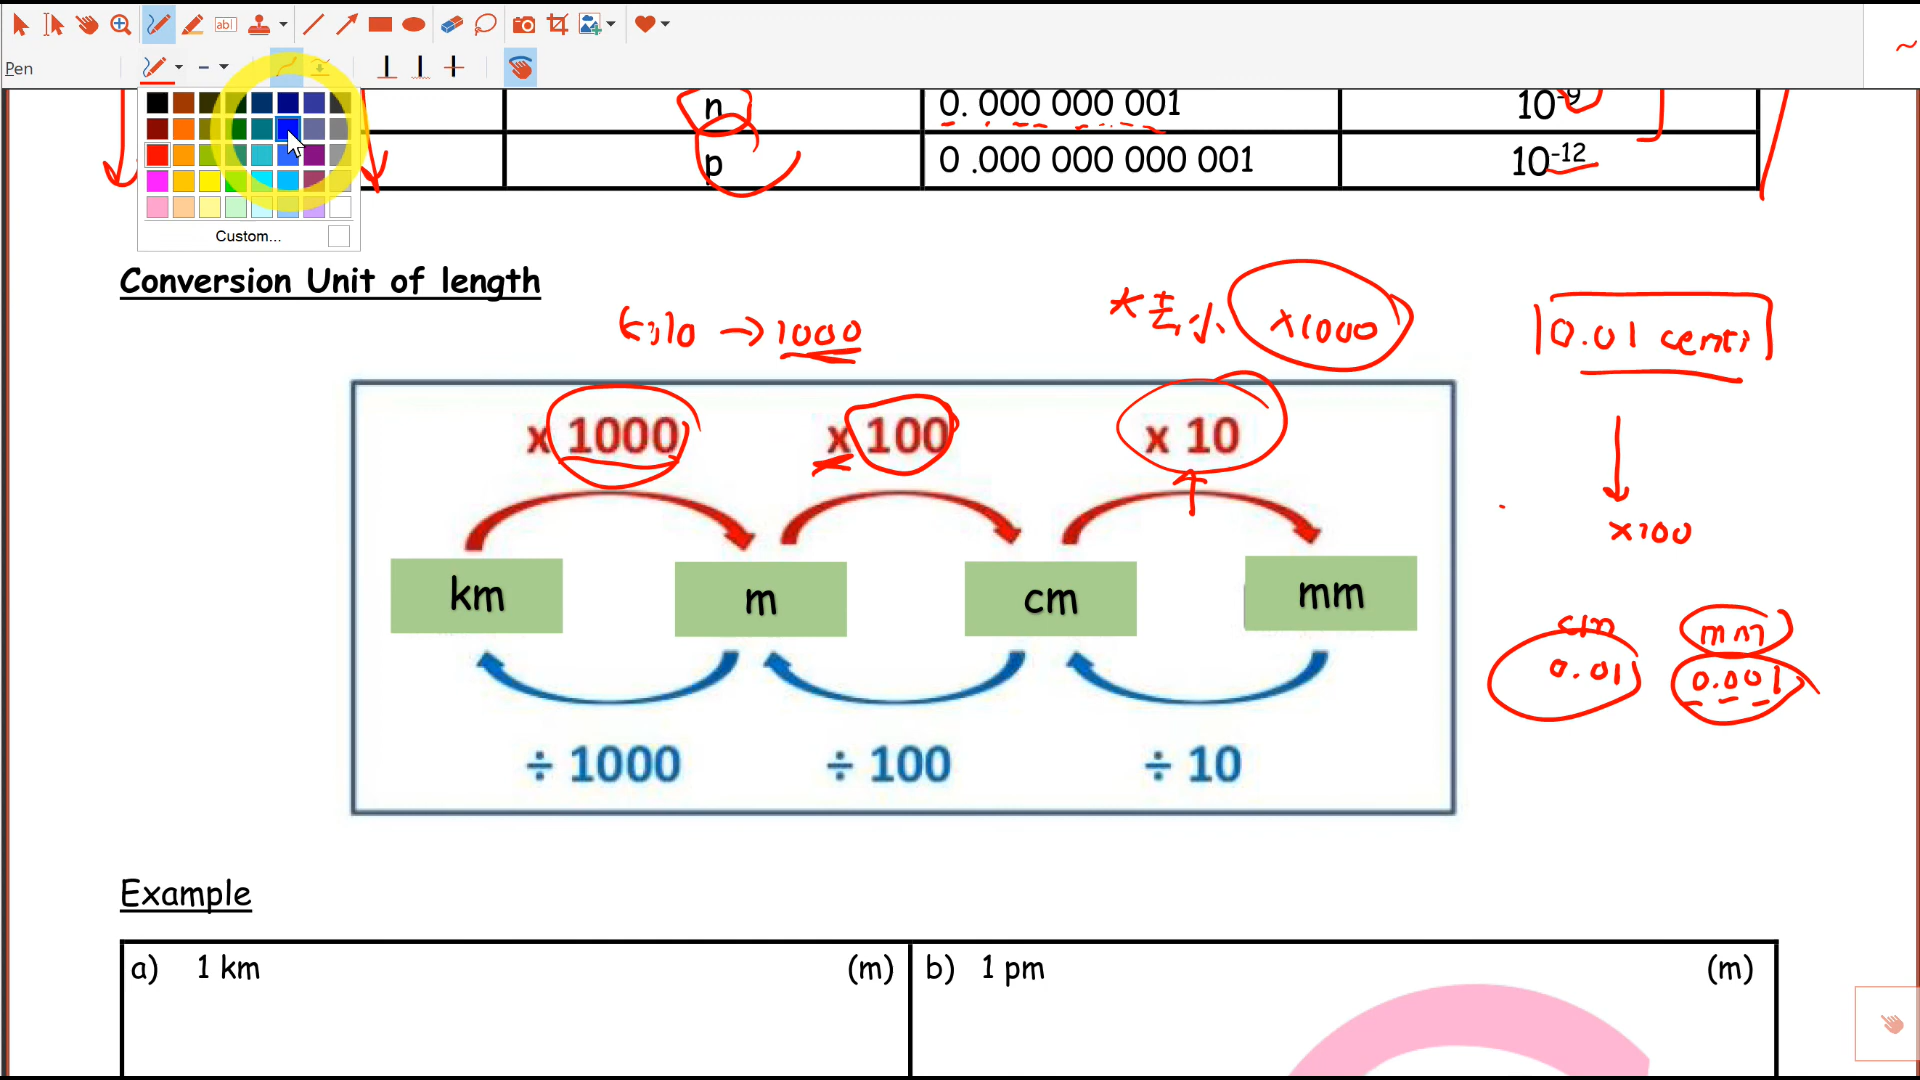 ab|
Pen
n 0. 000 000 001 10⁻⁹
p 0 .000 000 000 001 10⁻¹²
Custom...
Conversion Unit of length
kilo → 1000
大去小 x1000
0.01 centi
x 1000 x 100 x 10
x100
km m cm mm
cm mm
0.01 0.001
÷ 1000 ÷ 100 ÷ 10
Example
a) 1 km (m) b) 1 pm (m)